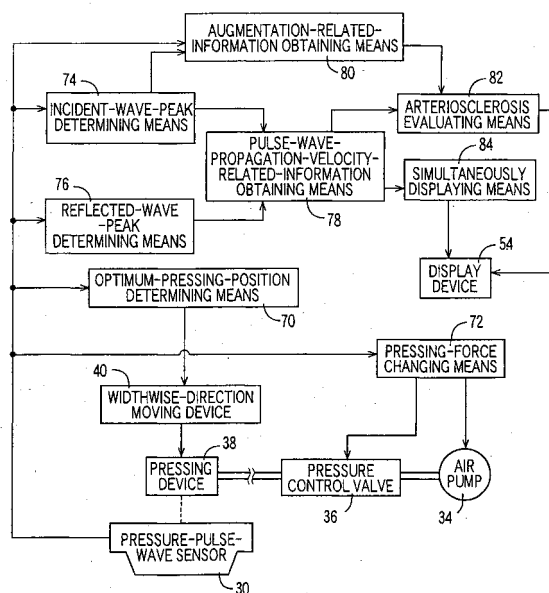 AUGMENTATION-RELATED-
INFORMATION OBTAINING MEANS
80
74
INCIDENT-WAVE-PEAK
DETERMINING MEANS
82
ARTERIOSCLEROSIS
EVALUATING MEANS
PULSE-WAVE-
PROPAGATION-VELOCITY-
RELATED-INFORMATION
OBTAINING MEANS
78
84
SIMULTANEOUSLY
DISPLAYING MEANS
76
REFLECTED-WAVE
-PEAK
DETERMINING MEANS
54
DISPLAY
DEVICE
OPTIMUM-PRESSING-POSITION
DETERMINING MEANS
70
72
PRESSING-FORCE
CHANGING MEANS
40
WIDTHWISE-DIRECTION
MOVING DEVICE
38
PRESSING
DEVICE
PRESSURE
CONTROL VALVE
36
AIR
PUMP
34
PRESSURE-PULSE-
WAVE SENSOR
30